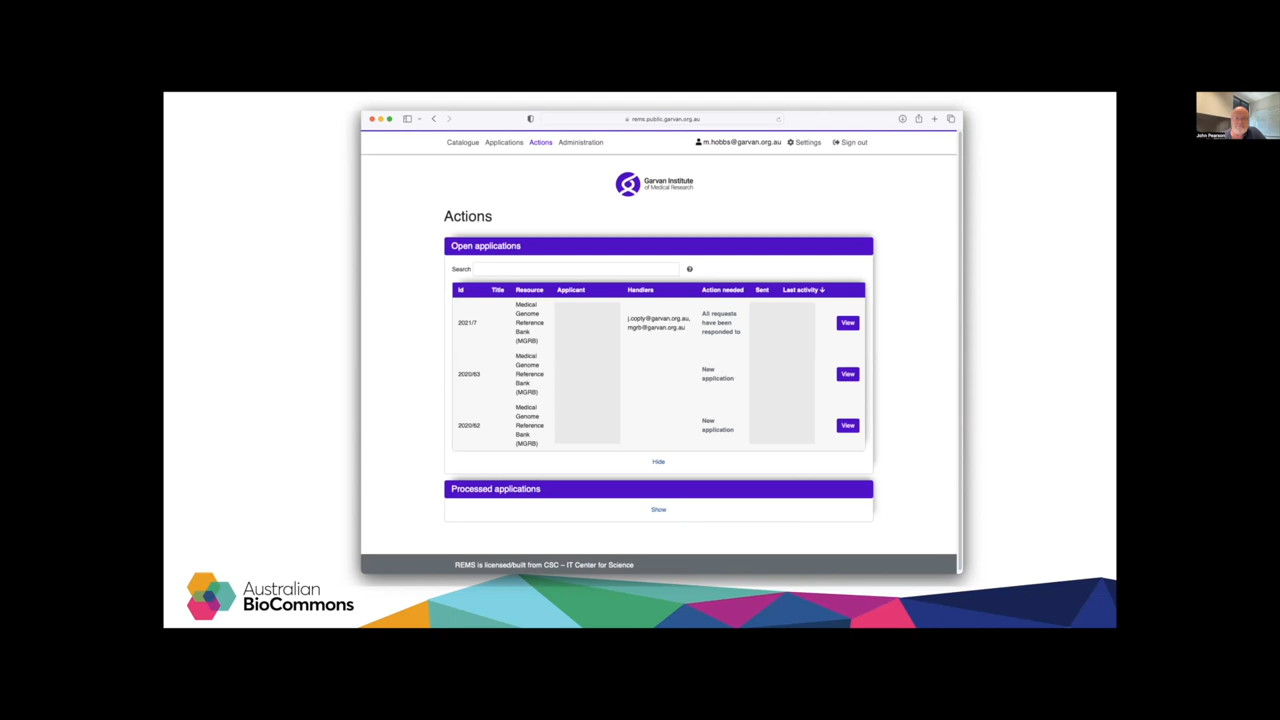 rems.public.garvan.org.au
Catalogue Applications Actions Administration m.hobbs@garvan.org.au Settings Sign out
John Pearson
Garvan Institute
of Medical Research
Actions
Open applications
Search
Id Title Resource Applicant Handlers Action needed Sent Last activity
2021/7 Medical Genome Reference Bank (MGRB) j.copty@garvan.org.au, mgrb@garvan.org.au All requests have been responded to View
2020/63 Medical Genome Reference Bank (MGRB) New application View
2020/62 Medical Genome Reference Bank (MGRB) New application View
Hide
Processed applications
Show
REMS is licensed/built from CSC – IT Center for Science
Australian
BioCommons